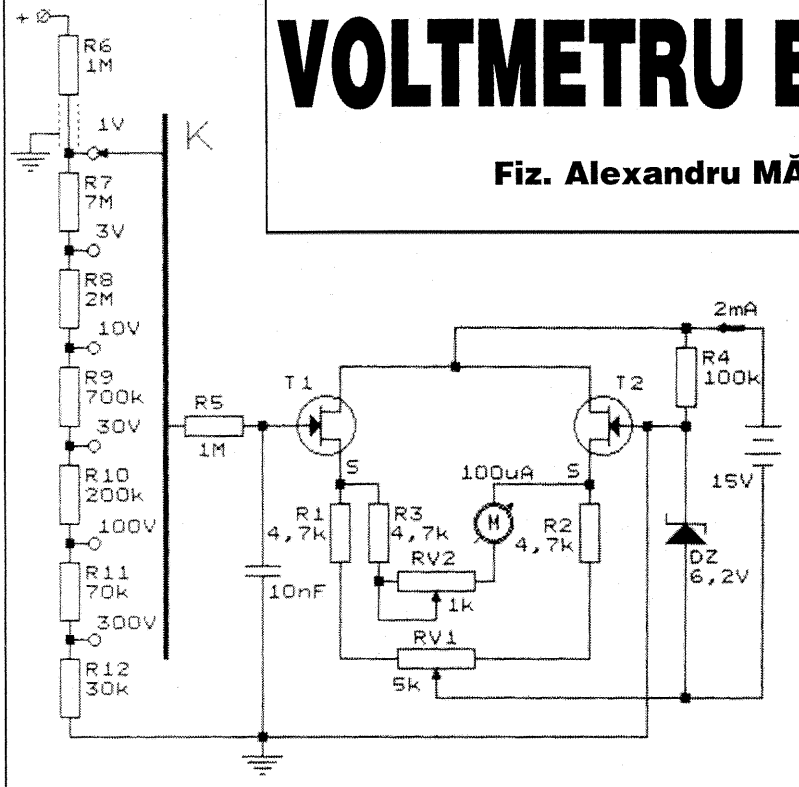 VOLTMETRU E
Fiz. Alexandru MĂ
+
R6
1M
1V
K
R7
7M
3V
R8
2M
10V
R9
700k
30V
R10
200k
100V
R11
70k
300V
R12
30k
R5
1M
10nF
T1
S
R1
4,7k
R3
4,7k
RV2
1k
RV1
5k
100uA
M
S
R2
4,7k
T2
2mA
R4
100k
15V
DZ
6,2V